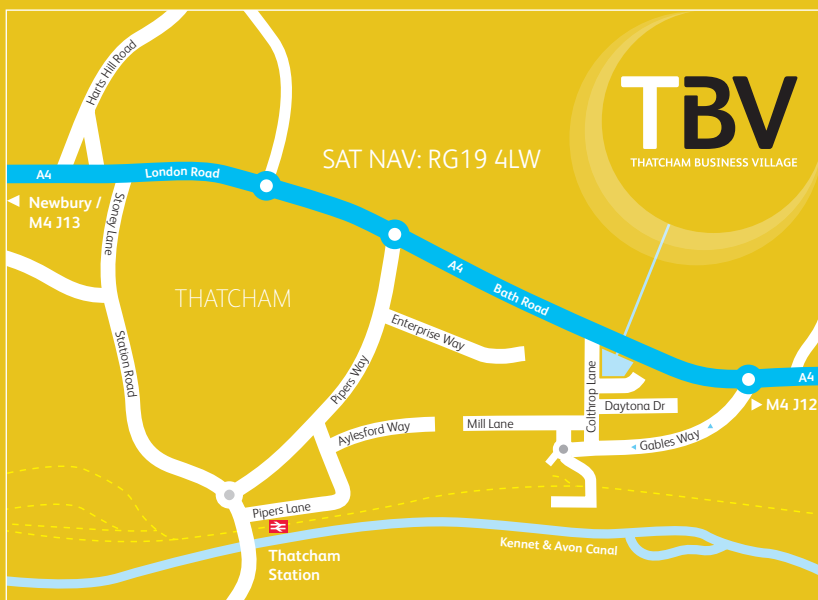 Harts Hill Road
TBV
THATCHAM BUSINESS VILLAGE
SAT NAV: RG19 4LW
A4
London Road
Newbury /
M4 J13
Stoney Lane
THATCHAM
A4
Bath Road
Enterprise Way
Station Road
Pipers Way
Colthrop Lane
A4
M4 J12
Daytona Dr
Mill Lane
Aylesford Way
Gables Way
Pipers Lane
Thatcham
Station
Kennet & Avon Canal